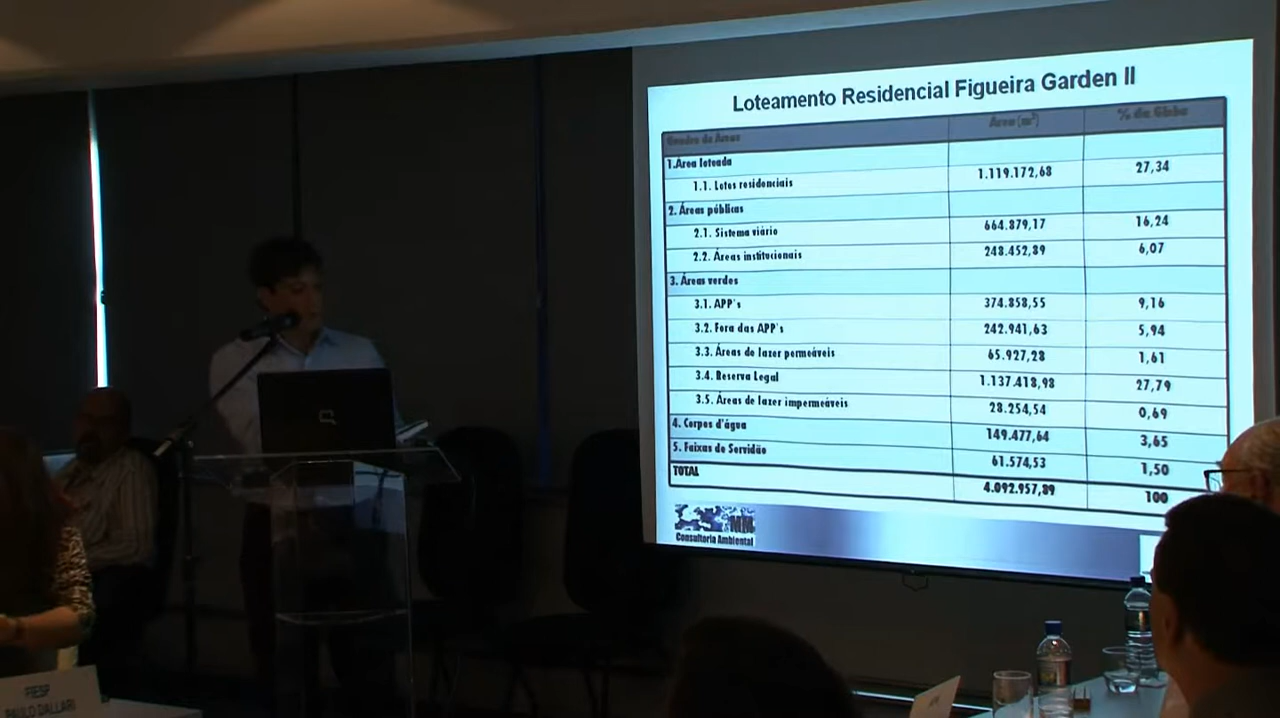 Loteamento Residencial Figueira Garden II
Quadro de Áreas Área (m²) % da Gleba
1.Área loteada
1.1. Lotes residenciais 1.119.172,68 27,34
2. Áreas públicas
2.1. Sistema viário 664.879,17 16,24
2.2. Áreas institucionais 248.452,89 6,07
3. Áreas verdes
3.1. APP's 374.858,55 9,16
3.2. Fora das APP's 242.941,63 5,94
3.3. Áreas de lazer permeáveis 65.927,28 1,61
3.4. Reserva Legal 1.137.418,98 27,79
3.5. Áreas de lazer impermeáveis 28.254,54 0,69
4. Corpos d'água 149.477,64 3,65
5. Faixas de Servidão 61.574,53 1,50
TOTAL 4.092.957,89 100
MM
Consultoria Ambiental
FIESP
PAULO DALLARI